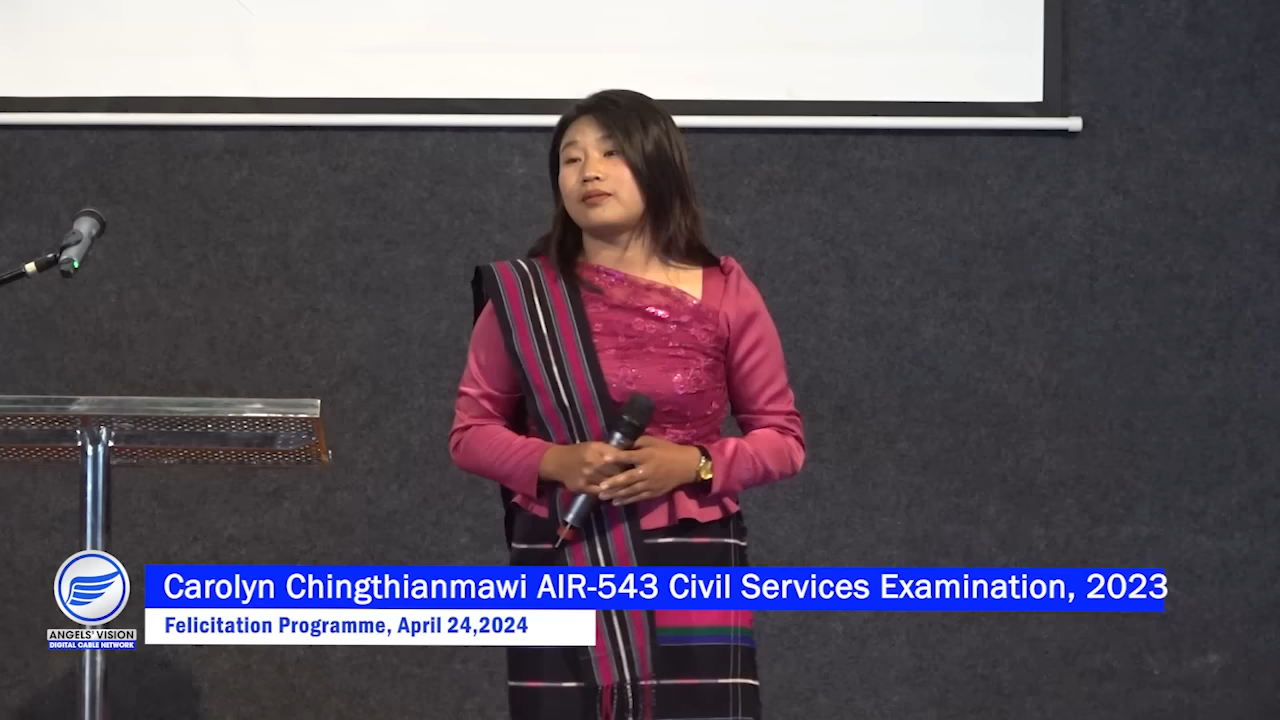 Carolyn Chingthianmawi AIR-543 Civil Services Examination, 2023
Felicitation Programme, April 24,2024
ANGELS' VISION
DIGITAL CABLE NETWORK